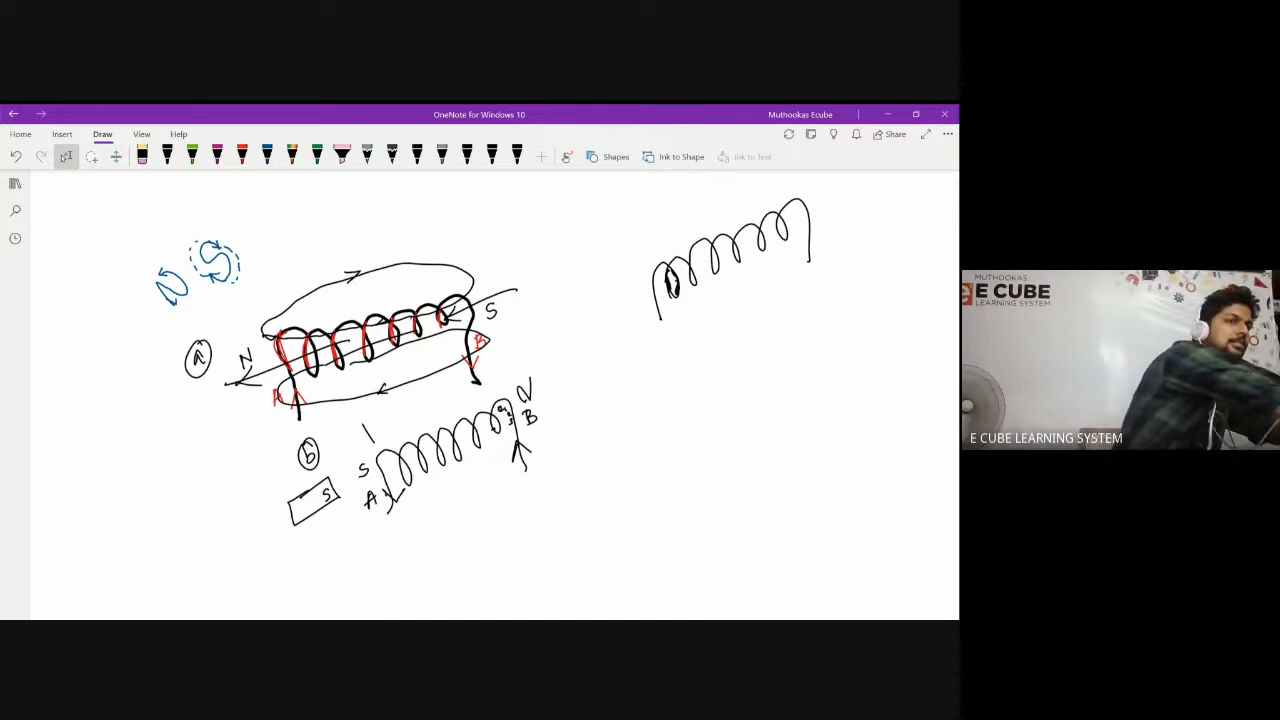 OneNote for Windows 10
Muthookas Ecube
Home Insert Draw View Help
Share
Shapes Ink to Shape Ink to Text
N S
S
N
B
a
A
N
B
b
S
S
A
MUTHOOKAS
E CUBE
LEARNING SYSTEM
E CUBE LEARNING SYSTEM